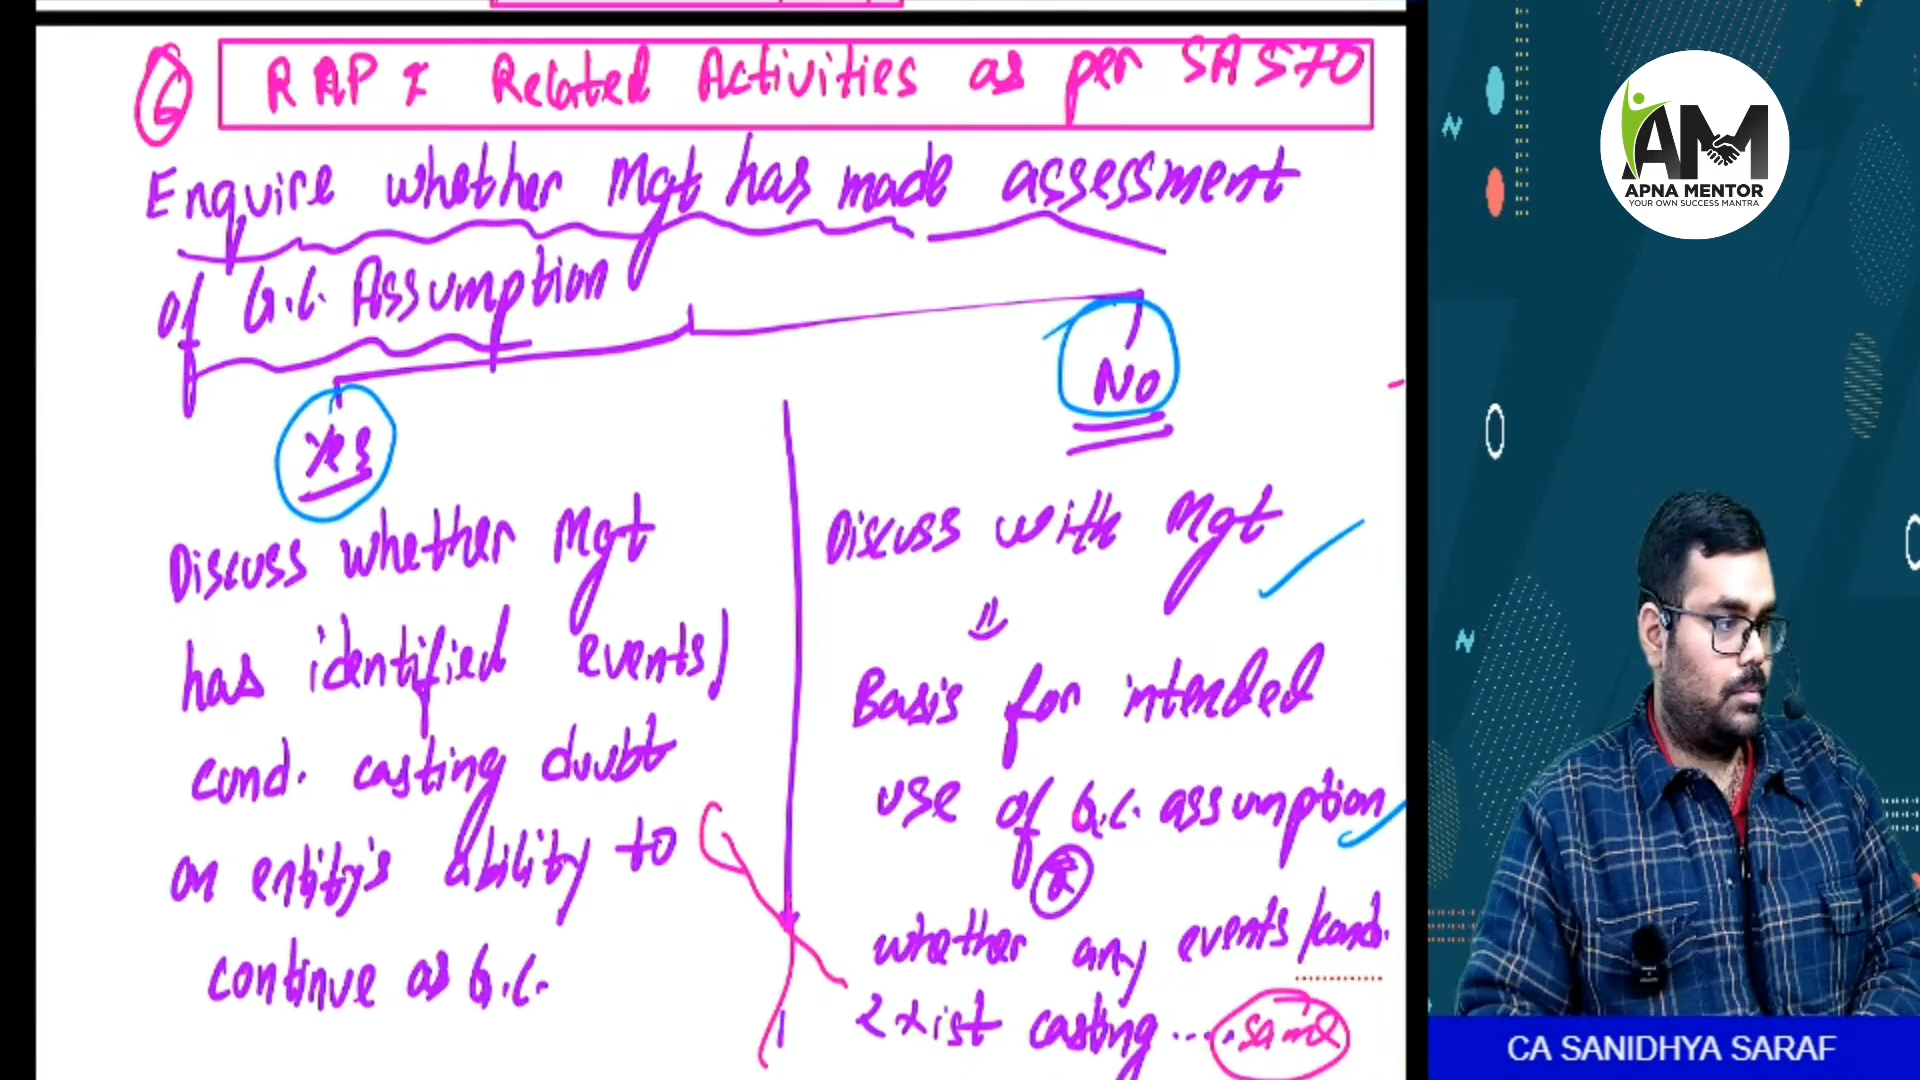 6 RAP & Related Activities as per SA 570
Enquire whether Mgt has made assessment
of G.C. Assumption
Yes
No
Discuss whether Mgt
has identified events/
cond. casting doubt
on entity's ability to
continue as G.C.
Discuss with Mgt
Basis for intended
use of G.C. assumption
&
whether any events/cond.
exist casting .... same
AM
APNA MENTOR
YOUR OWN SUCCESS MANTRA
CA SANIDHYA SARAF